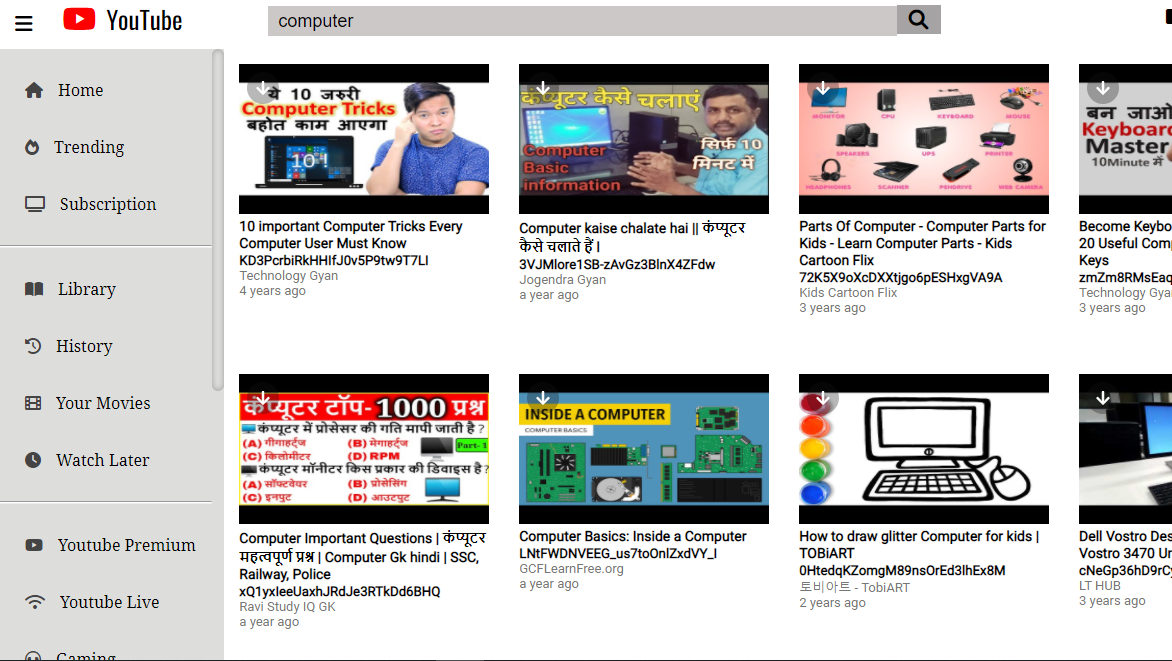 YouTube
computer
Home
Trending
Subscription
Library
History
Your Movies
Watch Later
Youtube Premium
Youtube Live
Gaming
ये 10 जरुरी
Computer Tricks
बहोत काम आएगा
10 important Computer Tricks Every
Computer User Must Know
KD3PcrbiRkHHIfJ0v5P9tw9T7LI
Technology Gyan
4 years ago
कंप्यूटर कैसे चलाएं
Computer
Basic
information
सिर्फ 10
मिनट में
Computer kaise chalate hai || कंप्यूटर
कैसे चलाते हैं।
3VJMlore1SB-zAvGz3BlnX4ZFdw
Jogendra Gyan
a year ago
MONITOR CPU KEYBOARD MOUSE
SPEAKERS UPS PRINTER
HEADPHONES SCANNER PENDRIVE WEB CAMERA
Parts Of Computer - Computer Parts for
Kids - Learn Computer Parts - Kids
Cartoon Flix
72K5X9oXcDXXtjgo6pESHxgVA9A
Kids Cartoon Flix
3 years ago
बन जाओ
Keyboard
Master
10Minute में
Become Keybo
20 Useful Com
Keys
zmZm8RMsEaq
Technology Gya
3 years ago
कंप्यूटर टॉप- 1000 प्रश्न
कंप्यूटर में प्रोसेसर की गति मापी जाती है ?
(A) गीगाहर्ट्ज (B) मेगाहर्ट्ज Part- 1
(C) किलोमीटर (D) RPM
कंप्यूटर मॉनीटर किस प्रकार की डिवाइस है ?
(A) सॉफ्टवेयर (B) प्रोसेसिंग
(C) इनपुट (D) आउटपुट
Computer Important Questions | कंप्यूटर
महत्वपूर्ण प्रश्न | Computer Gk hindi | SSC,
Railway, Police
xQ1yxIeeUaxhJRdJe3RTkDd6BHQ
Ravi Study IQ GK
a year ago
INSIDE A COMPUTER
COMPUTER BASICS
Computer Basics: Inside a Computer
LNtFWDNVEEG_us7toOnlZxdVY_I
GCFLearnFree.org
a year ago
How to draw glitter Computer for kids |
TOBiART
0HtedqKZomgM89nsOrEd3lhEx8M
토비아트 - TobiART
2 years ago
Dell Vostro Des
Vostro 3470 Un
cNeGp36hD9rCy
LT HUB
3 years ago